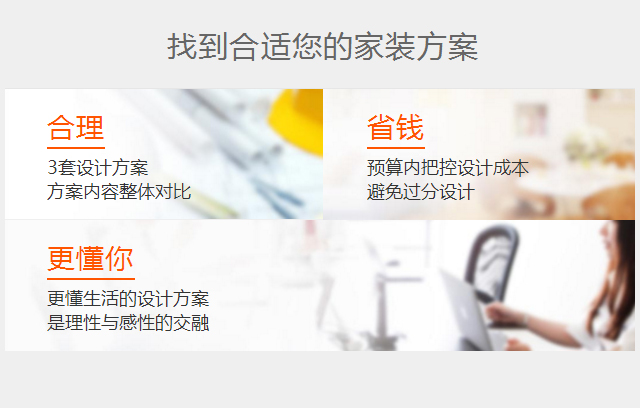 找到合适您的家装方案
合理
3套设计方案
方案内容整体对比
省钱
预算内把控设计成本
避免过分设计
更懂你
更懂生活的设计方案
是理性与感性的交融